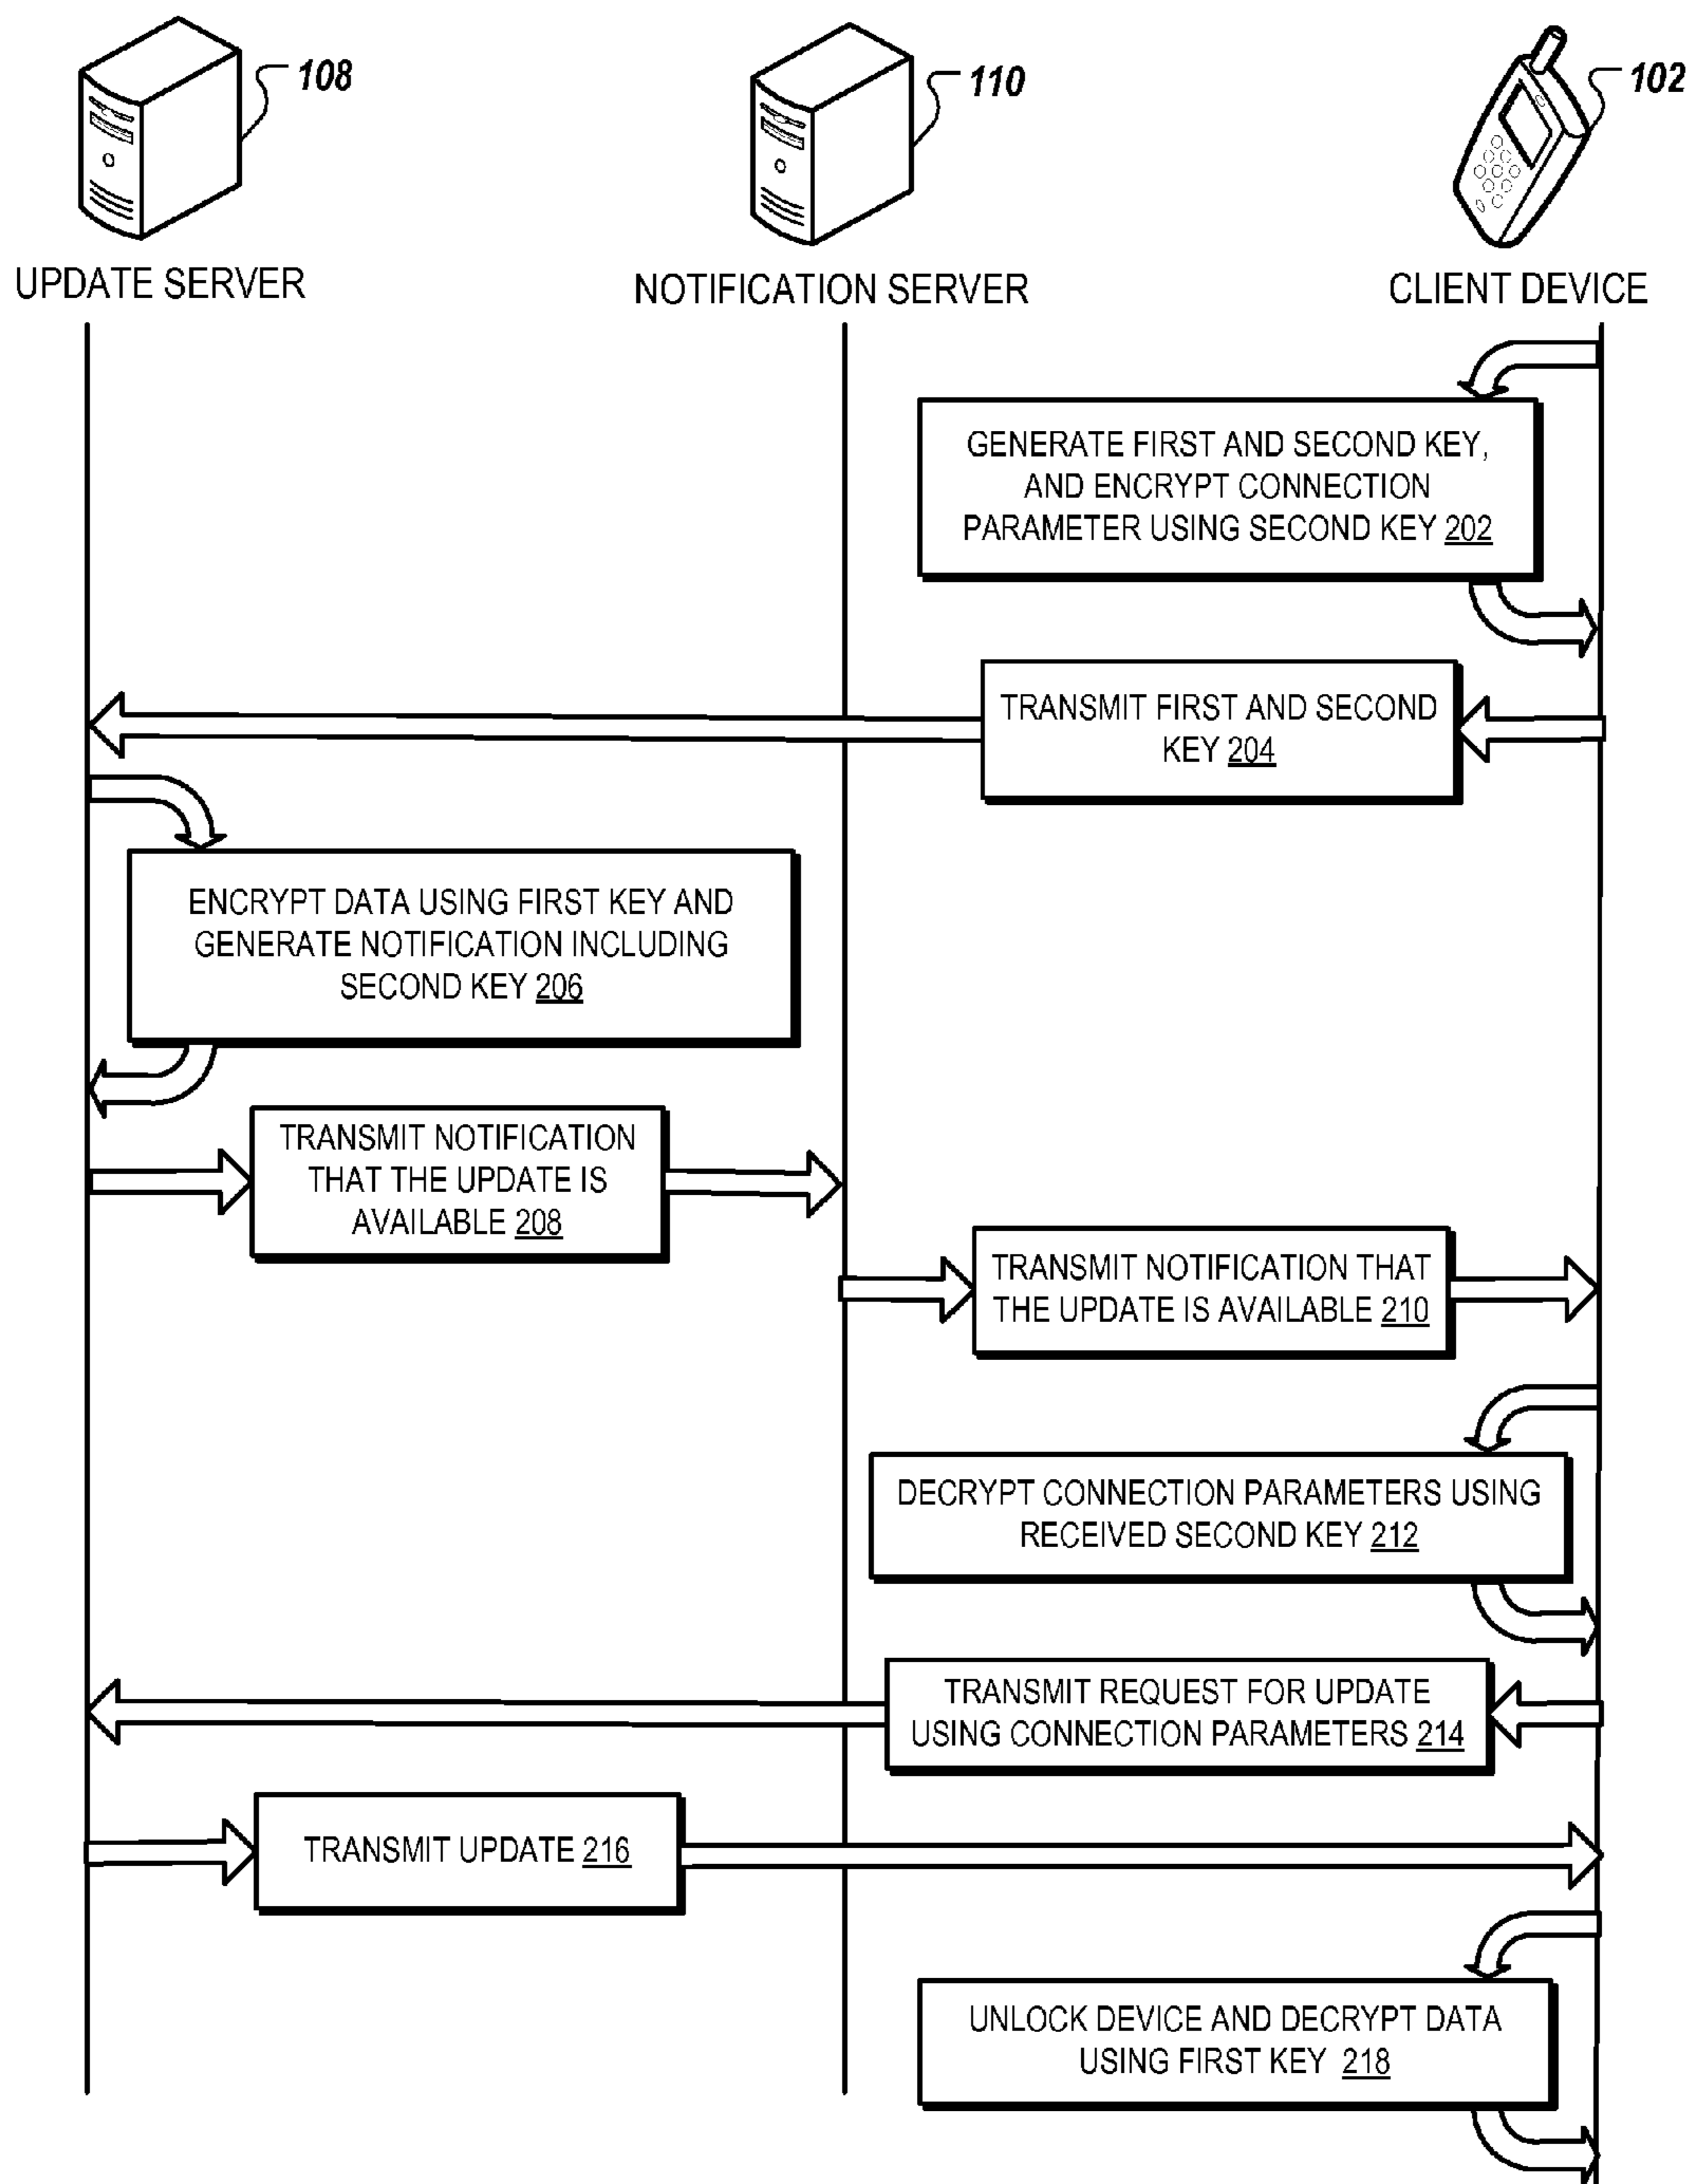 108
110
102
UPDATE SERVER
NOTIFICATION SERVER
CLIENT DEVICE
GENERATE FIRST AND SECOND KEY,
AND ENCRYPT CONNECTION
PARAMETER USING SECOND KEY 202
TRANSMIT FIRST AND SECOND
KEY 204
ENCRYPT DATA USING FIRST KEY AND
GENERATE NOTIFICATION INCLUDING
SECOND KEY 206
TRANSMIT NOTIFICATION
THAT THE UPDATE IS
AVAILABLE 208
TRANSMIT NOTIFICATION THAT
THE UPDATE IS AVAILABLE 210
DECRYPT CONNECTION PARAMETERS USING
RECEIVED SECOND KEY 212
TRANSMIT REQUEST FOR UPDATE
USING CONNECTION PARAMETERS 214
TRANSMIT UPDATE 216
UNLOCK DEVICE AND DECRYPT DATA
USING FIRST KEY 218